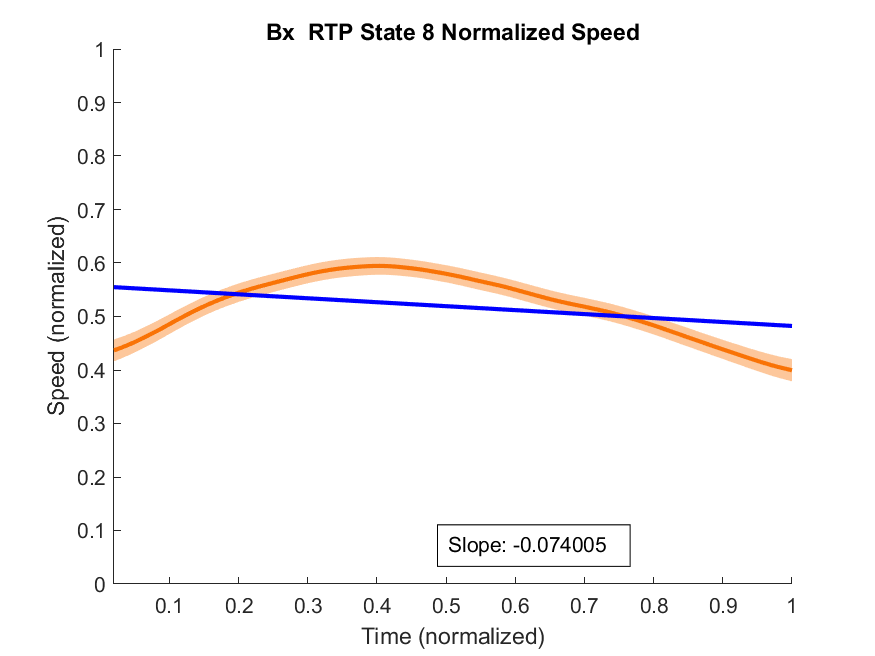 Bx  RTP State 8 Normalized Speed
1
0.9
0.8
0.7
0.6
0.5
0.4
0.3
0.2
0.1
0
Speed (normalized)
Slope: -0.074005
0.1 0.2 0.3 0.4 0.5 0.6 0.7 0.8 0.9 1
Time (normalized)